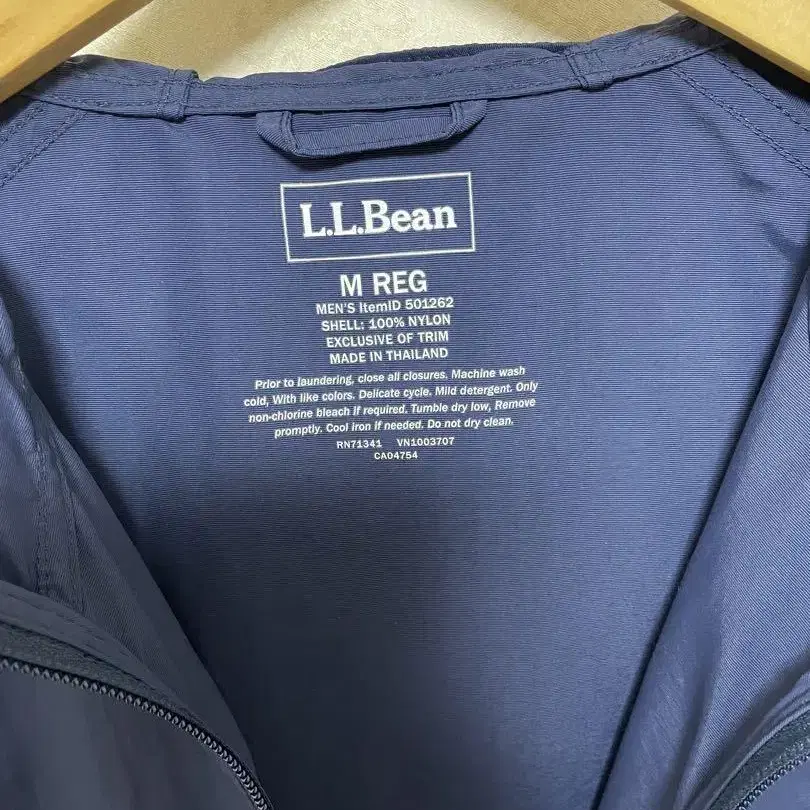 L.L.Bean
M REG
MEN'S ItemID 501262
SHELL: 100% NYLON
EXCLUSIVE OF TRIM
MADE IN THAILAND
Prior to laundering, close all closures. Machine wash
cold, With like colors. Delicate cycle. Mild detergent. Only
non-chlorine bleach if required. Tumble dry low, Remove
promptly. Cool iron if needed. Do not dry clean.
RN71341 VN1003707
CA04754